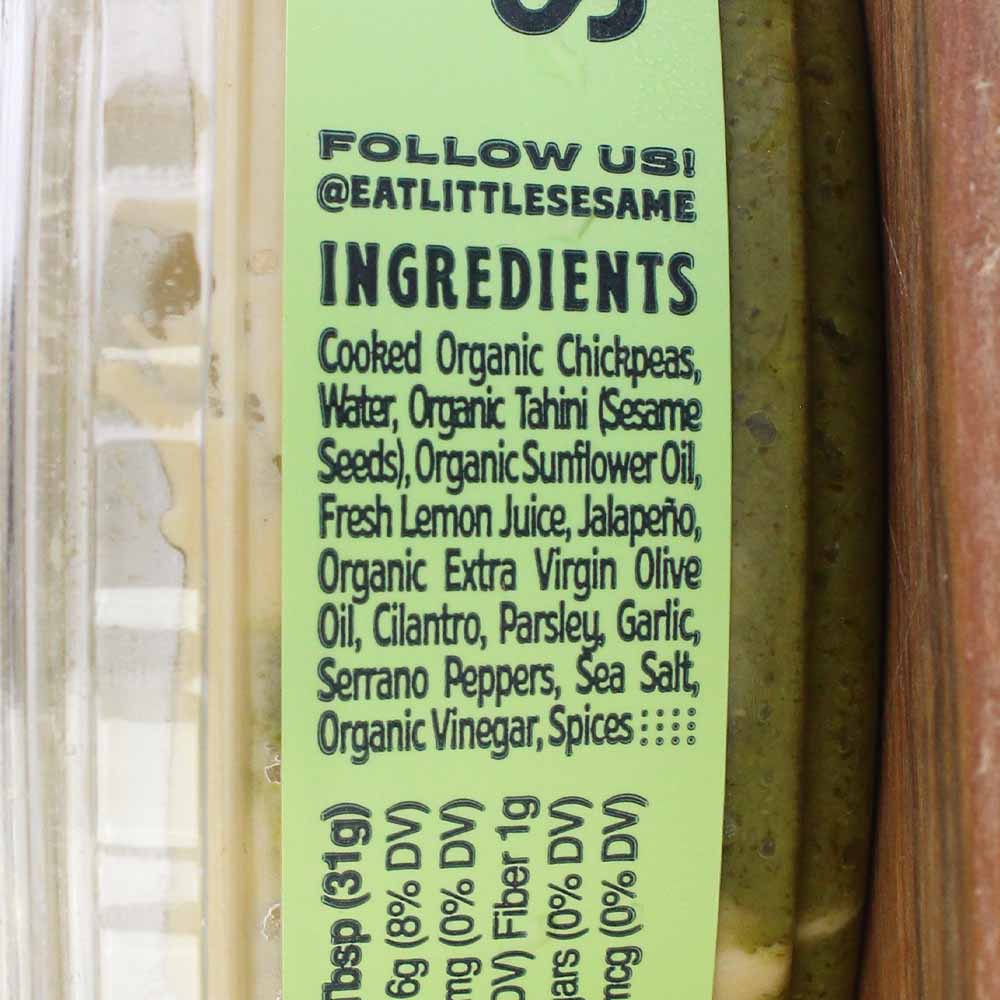 FOLLOW US!
@EATLITTLESESAME
INGREDIENTS
Cooked Organic Chickpeas,
Water, Organic Tahini (Sesame
Seeds), Organic Sunflower Oil,
Fresh Lemon Juice, Jalapeño,
Organic Extra Virgin Olive
Oil, Cilantro, Parsley, Garlic,
Serrano Peppers, Sea Salt,
Organic Vinegar, Spices
Tbsp (31g)
6g (8% DV)
mg (0% DV)
DV) Fiber 1g
(0% DV)
mcg (0% DV)